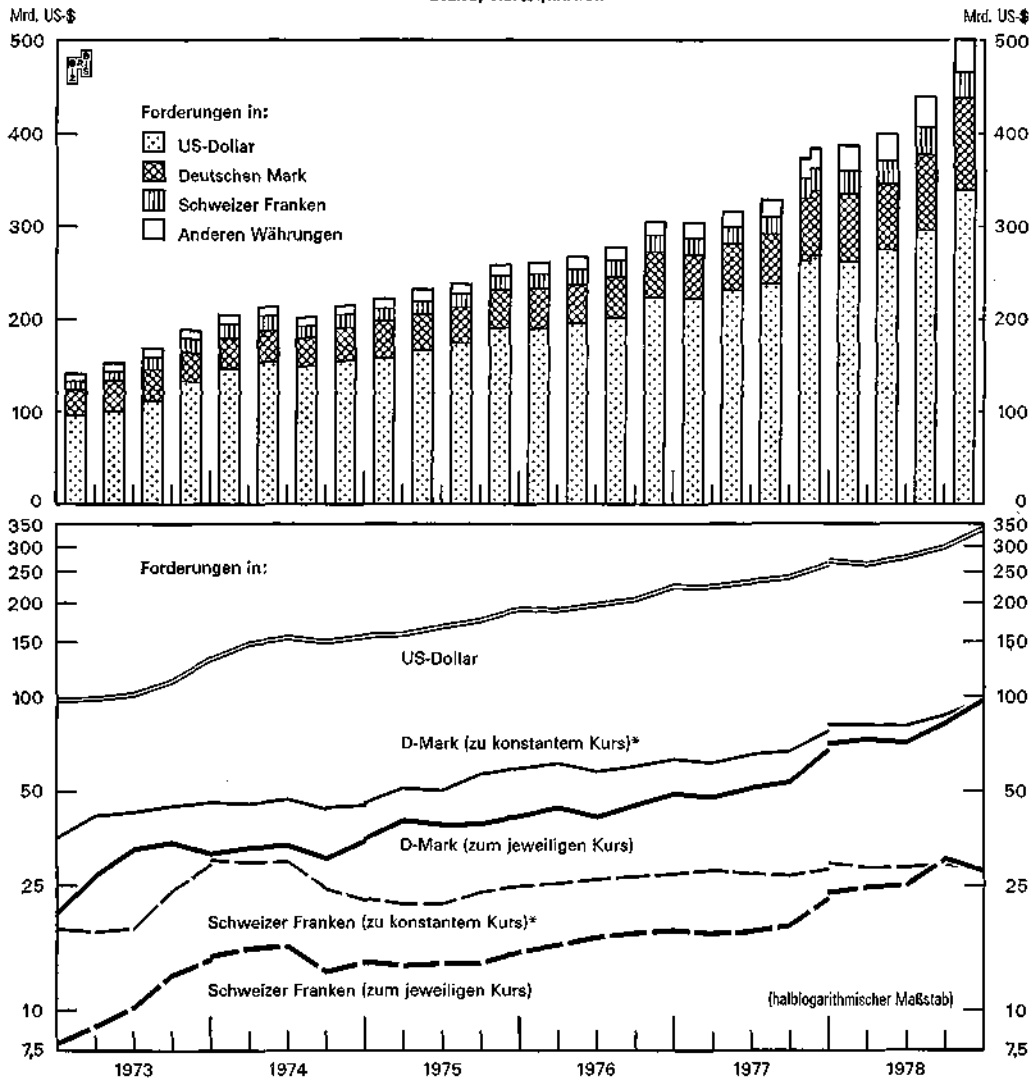 Mrd. US-$ Mrd. US-$
500 500
Forderungen in:
400 400
US-Dollar
Deutschen Mark
Schweizer Franken
300 300
Anderen Währungen
200 200
100 100
0 0
350 350
300 300
Forderungen in:
250 250
200 200
150 150
US-Dollar
100 100
D-Mark (zu konstantem Kurs)*
50 50
D-Mark (zum jeweiligen Kurs)
25 25
Schweizer Franken (zu konstantem Kurs)*
Schweizer Franken (zum jeweiligen Kurs)
(halblogarithmischer Maßstab)
10 10
7,5 7,5
1973 1974 1975 1976 1977 1978